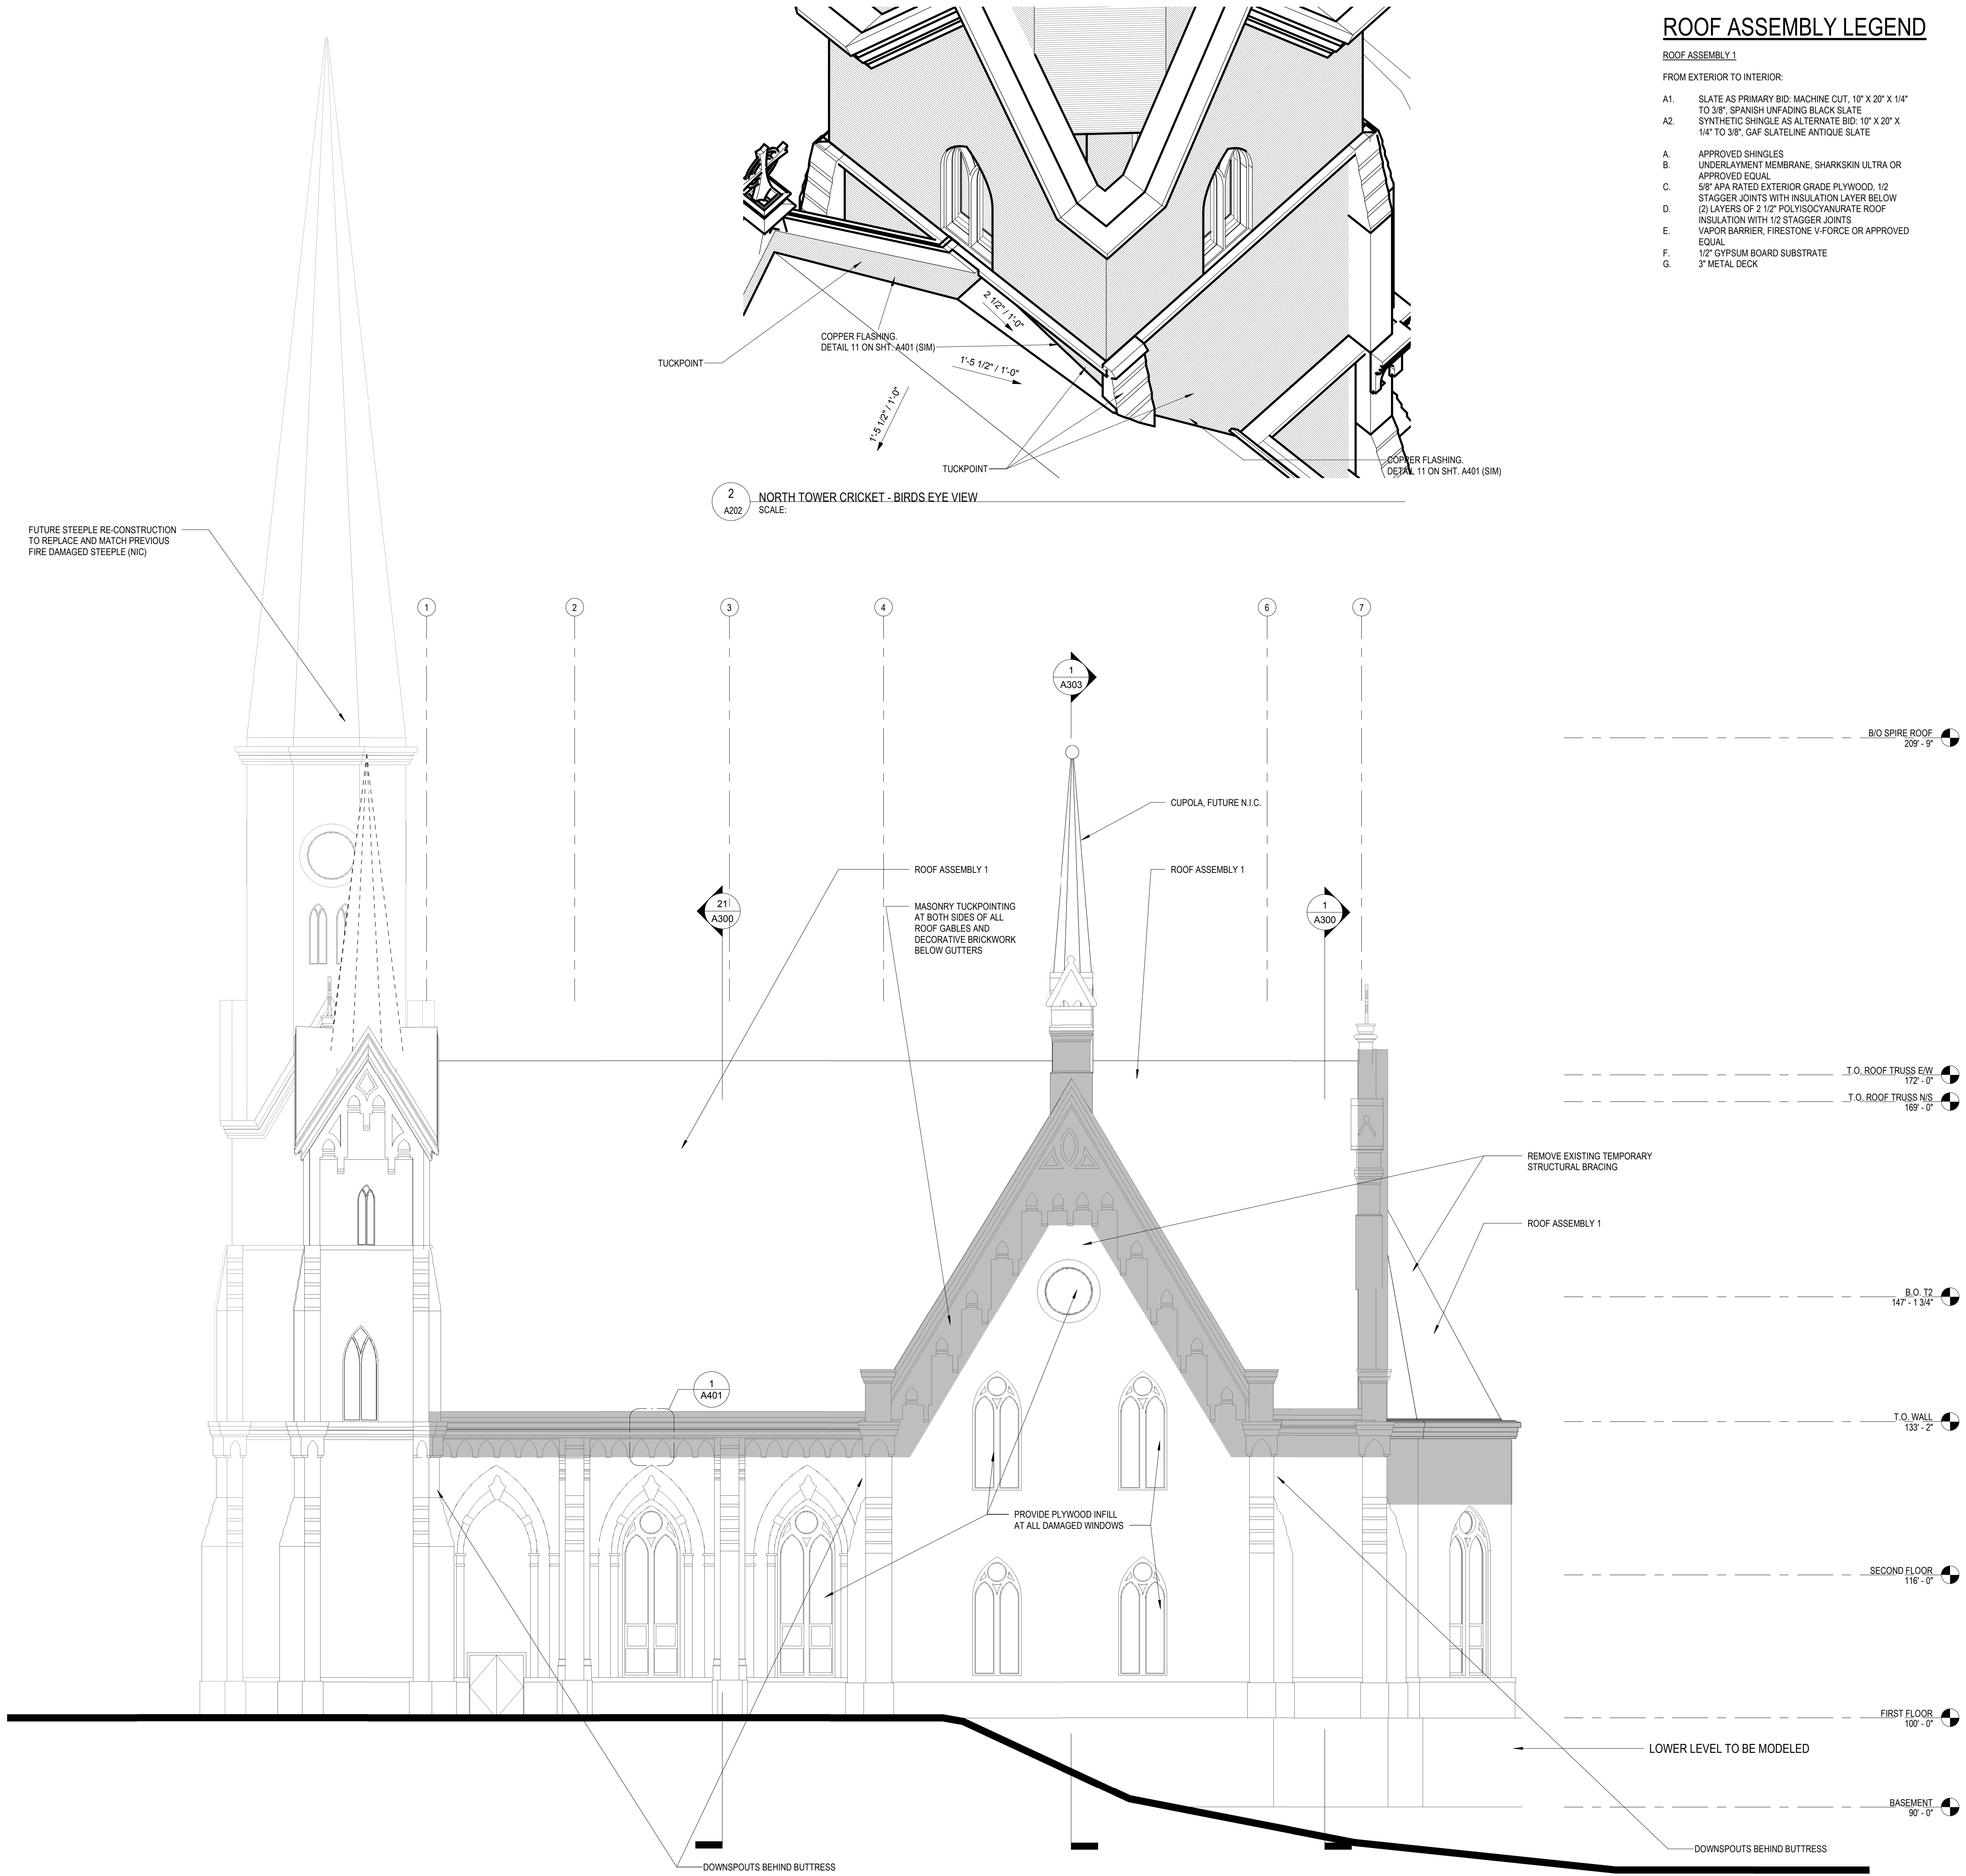 ROOF ASSEMBLY LEGEND
ROOF ASSEMBLY 1
FROM EXTERIOR TO INTERIOR:
A1. SLATE AS PRIMARY BID: MACHINE CUT, 10" X 20" X 1/4"
TO 3/8", SPANISH UNFADING BLACK SLATE
A2. SYNTHETIC SHINGLE AS ALTERNATE BID: 10" X 20" X
1/4" TO 3/8", GAF SLATELINE ANTIQUE SLATE
A. APPROVED SHINGLES
B. UNDERLAYMENT MEMBRANE, SHARKSKIN ULTRA OR
APPROVED EQUAL
C. 5/8" APA RATED EXTERIOR GRADE PLYWOOD, 1/2
STAGGER JOINTS WITH INSULATION LAYER BELOW
D. (2) LAYERS OF 2 1/2" POLYISOCYANURATE ROOF
INSULATION WITH 1/2 STAGGER JOINTS
E. VAPOR BARRIER, FIRESTONE V-FORCE OR APPROVED
EQUAL
F. 1/2" GYPSUM BOARD SUBSTRATE
G. 3" METAL DECK
2 1/2" / 1'-0"
COPPER FLASHING.
DETAIL 11 ON SHT. A401 (SIM)
TUCKPOINT
1'-5 1/2" / 1'-0"
1'-5 1/2" / 1'-0"
TUCKPOINT
COPPER FLASHING.
DETAIL 11 ON SHT. A401 (SIM)
2
A202
NORTH TOWER CRICKET - BIRDS EYE VIEW
SCALE:
FUTURE STEEPLE RE-CONSTRUCTION
TO REPLACE AND MATCH PREVIOUS
FIRE DAMAGED STEEPLE (NIC)
1
2
3
4
6
7
1
A303
B/O SPIRE ROOF
209' - 9"
CUPOLA, FUTURE N.I.C.
ROOF ASSEMBLY 1
ROOF ASSEMBLY 1
21
A300
MASONRY TUCKPOINTING
AT BOTH SIDES OF ALL
ROOF GABLES AND
DECORATIVE BRICKWORK
BELOW GUTTERS
1
A300
T.O. ROOF TRUSS E/W
172' - 0"
T.O. ROOF TRUSS N/S
169' - 0"
REMOVE EXISTING TEMPORARY
STRUCTURAL BRACING
ROOF ASSEMBLY 1
B.O. T2
147' - 1 3/4"
1
A401
T.O. WALL
133' - 2"
PROVIDE PLYWOOD INFILL
AT ALL DAMAGED WINDOWS
SECOND FLOOR
116' - 0"
FIRST FLOOR
100' - 0"
LOWER LEVEL TO BE MODELED
BASEMENT
90' - 0"
DOWNSPOUTS BEHIND BUTTRESS
DOWNSPOUTS BEHIND BUTTRESS